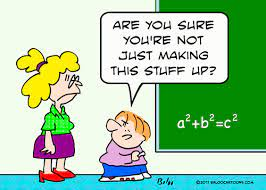 ARE YOU SURE
YOU'RE NOT
JUST MAKING
THIS STUFF UP?
a²+b²=c²